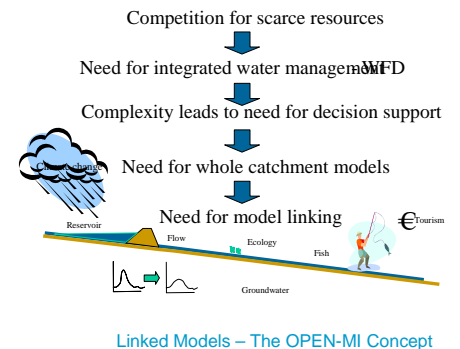 Competition for scarce resources
Need for integrated water management - WFD
Complexity leads to need for decision support
Climate change
Need for whole catchment models
Need for model linking
€ Tourism
Reservoir
Flow
Ecology
Fish
Groundwater
Linked Models – The OPEN-MI Concept